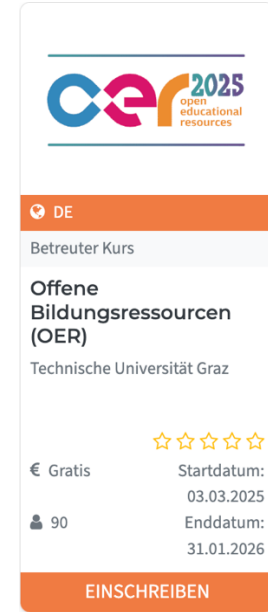 oer 2025
open
educational
resources
DE
Betreuter Kurs
Offene
Bildungsressourcen
(OER)
Technische Universität Graz
€ Gratis
Startdatum:
03.03.2025
90
Enddatum:
31.01.2026
EINSCHREIBEN